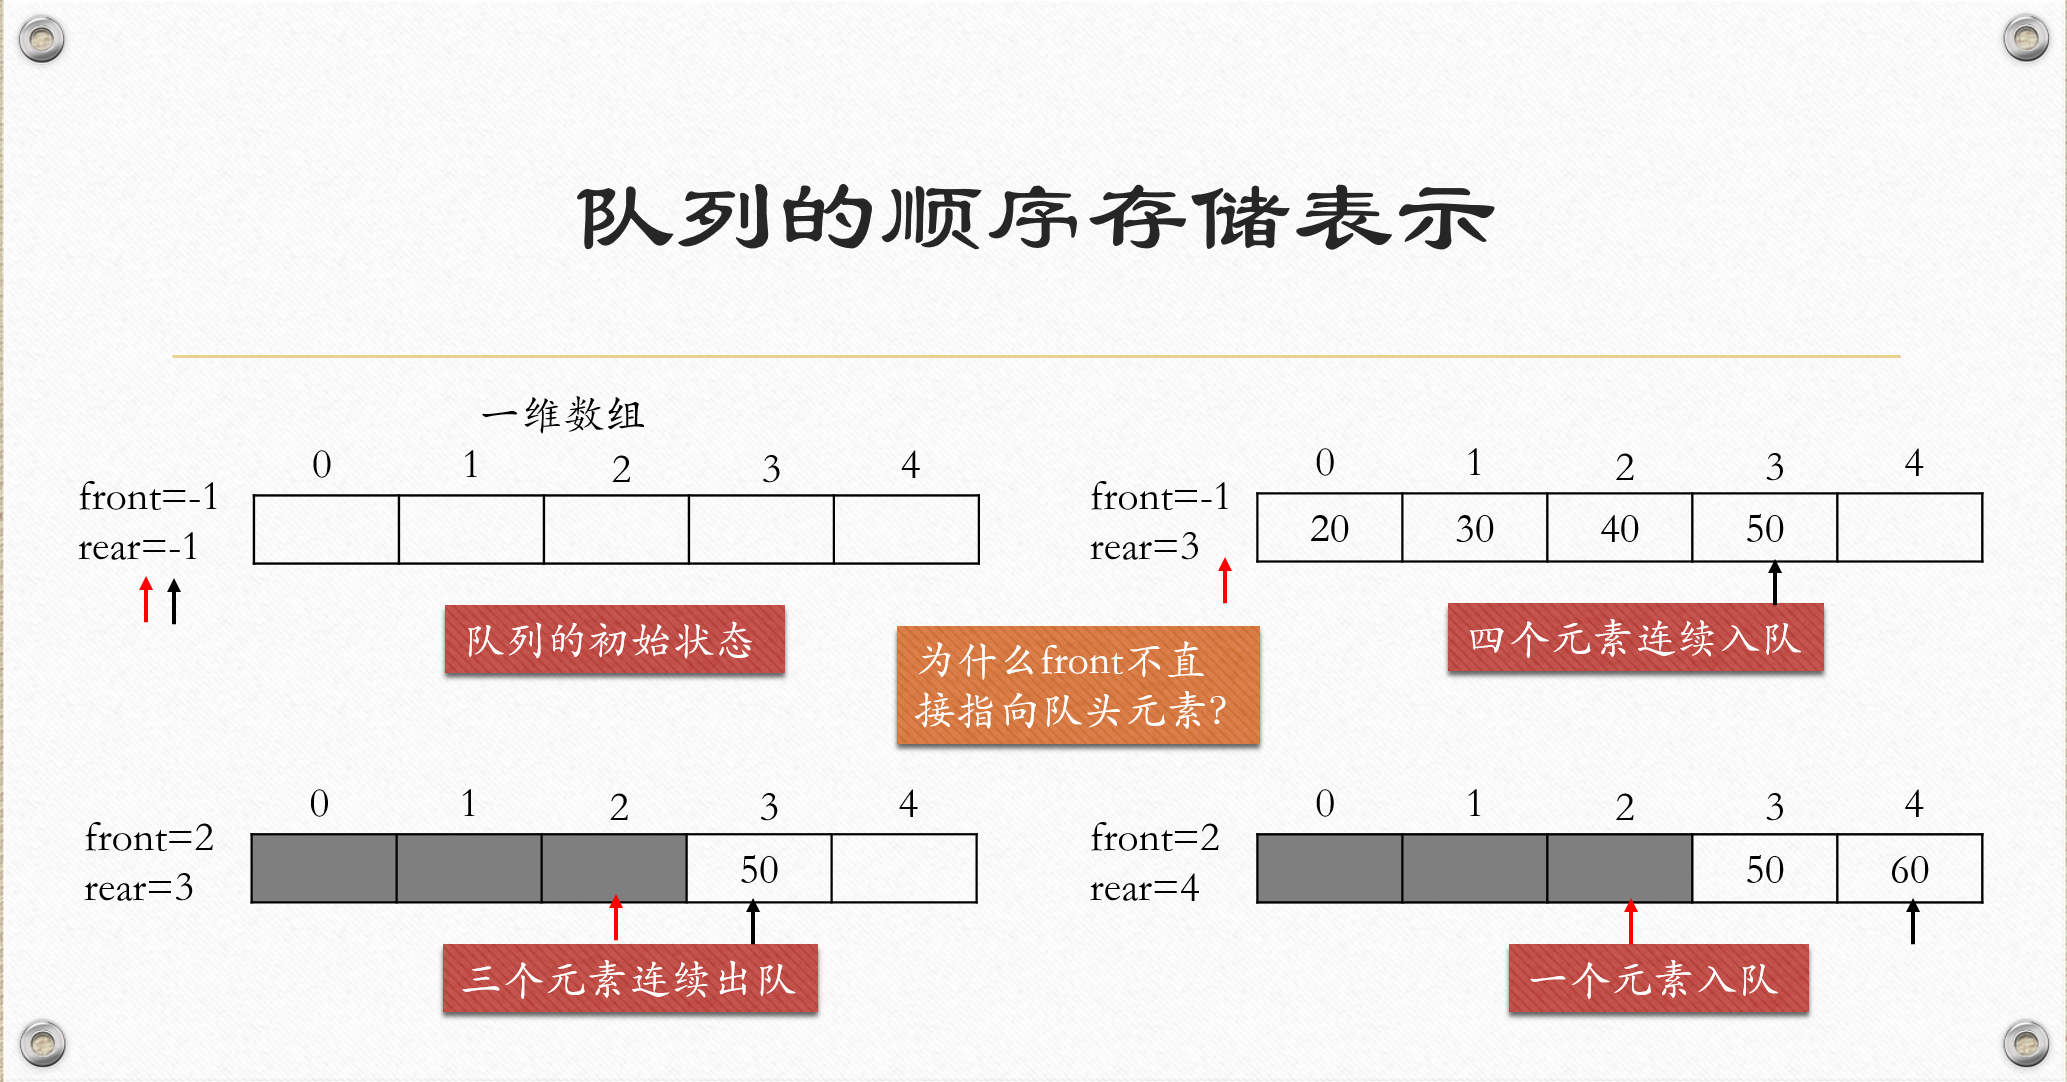 队列的顺序存储表示
一维数组
0 1 2 3 4
front=-1
rear=-1
队列的初始状态
0 1 2 3 4
front=-1
rear=3
20 30 40 50
四个元素连续入队
为什么front不直
接指向队头元素?
0 1 2 3 4
front=2
rear=3
50
三个元素连续出队
0 1 2 3 4
front=2
rear=4
50 60
一个元素入队